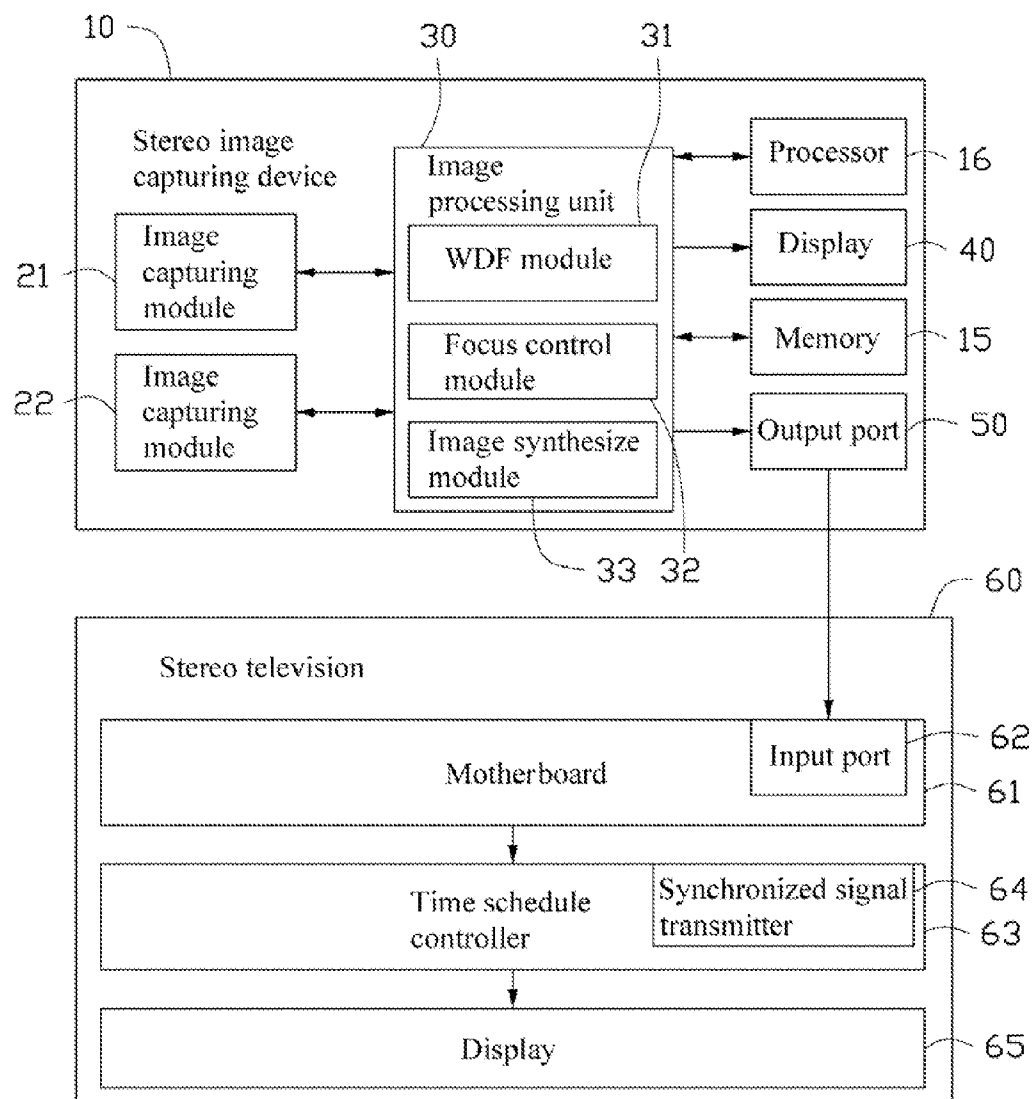 10
30
31
Stereo image
capturing device
Image
processing unit
Processor
16
WDF module
Display
40
Image
capturing
module
21
Focus control
module
Memory
15
Image
capturing
module
22
Image synthesize
module
Output port
50
33 32
60
Stereo television
Motherboard
Input port
62
61
Time schedule
controller
Synchronized signal
transmitter
64
63
Display
65